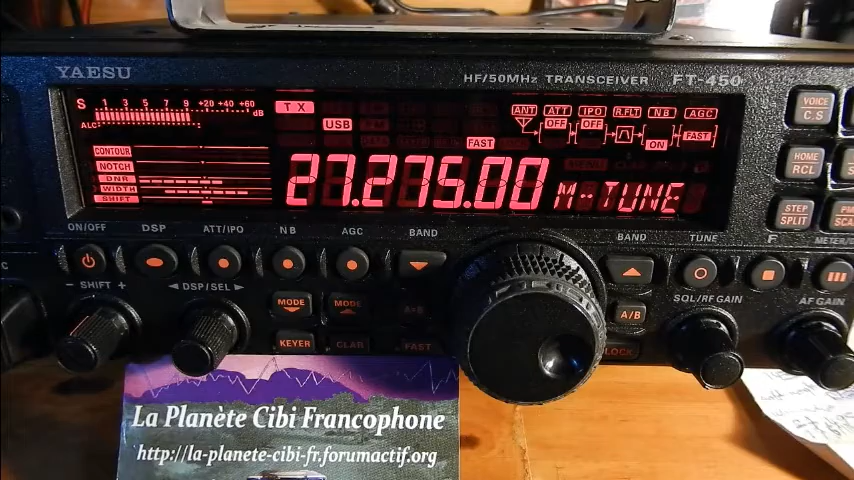 YAESU
HF/50MHz TRANSCEIVER FT-450
S 1 3 5 7 9 +20 +40 +60 dB
ALC
TX
USB
FAST
ANT ATT IPO R.FLT NB AGC
OFF OFF ON FAST
CONTOUR
NOTCH
DNR
WIDTH
SHIFT
27.275.00 M-TUNE
VOICE
C.S
HOME
RCL
STEP
SPLIT
ON/OFF DSP ATT/IPO NB AGC BAND BAND TUNE F
− SHIFT + ◄DSP/SEL► MODE MODE A/B SQL/RF GAIN AF GAIN
KEYER CLAR FAST LOCK
La Planète Cibi Francophone
http://la-planete-cibi-fr.forumactif.org